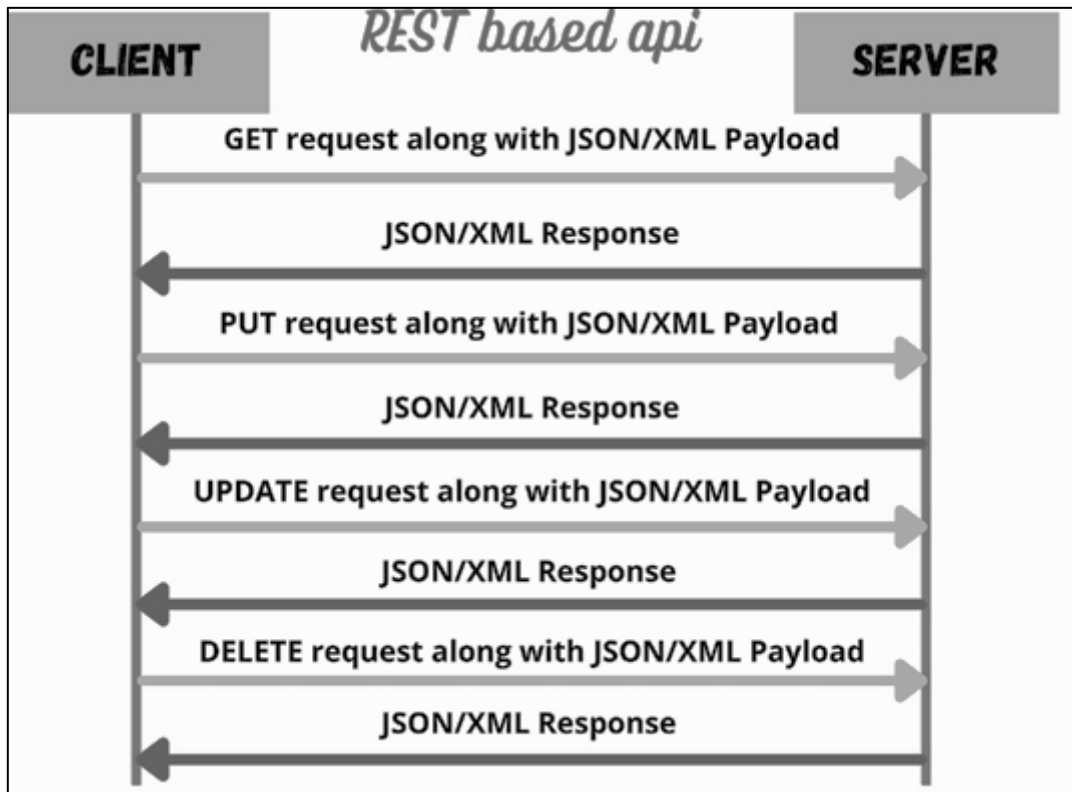 REST based api
CLIENT
SERVER
GET request along with JSON/XML Payload
JSON/XML Response
PUT request along with JSON/XML Payload
JSON/XML Response
UPDATE request along with JSON/XML Payload
JSON/XML Response
DELETE request along with JSON/XML Payload
JSON/XML Response